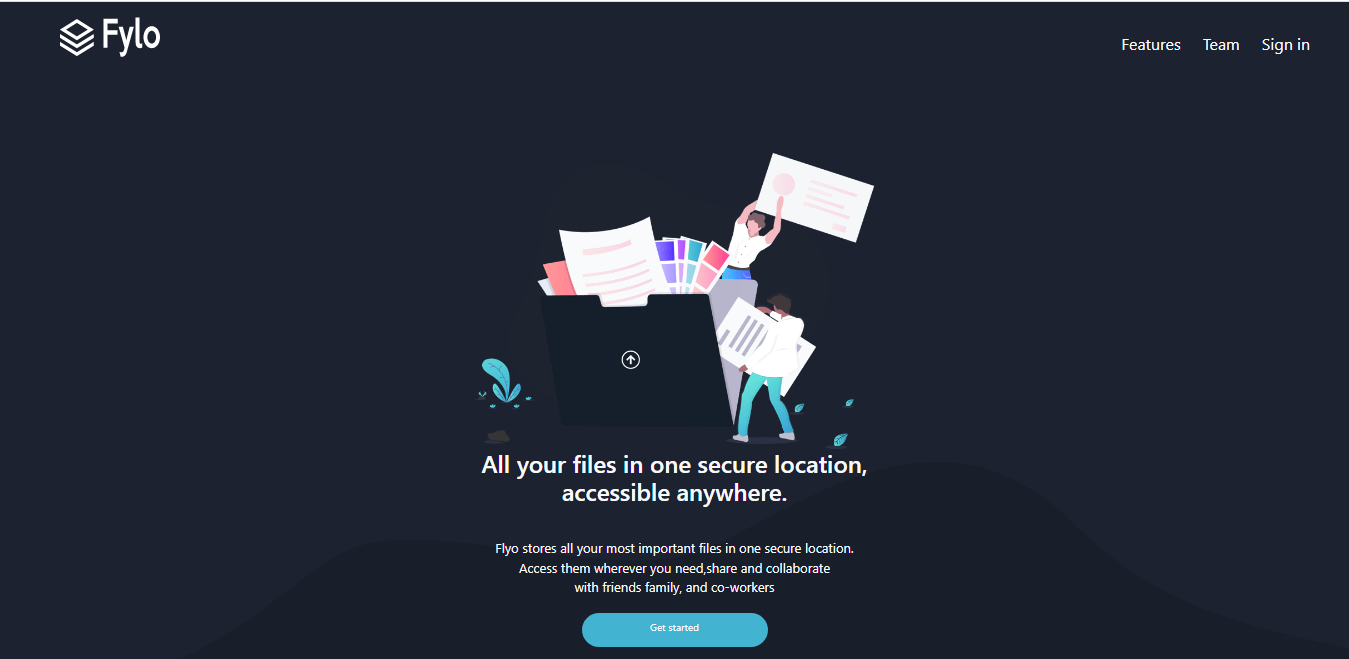 Fylo
Features Team Sign in
All your files in one secure location,
accessible anywhere.
Flyo stores all your most important files in one secure location.
Access them wherever you need,share and collaborate
with friends family, and co-workers
Get started